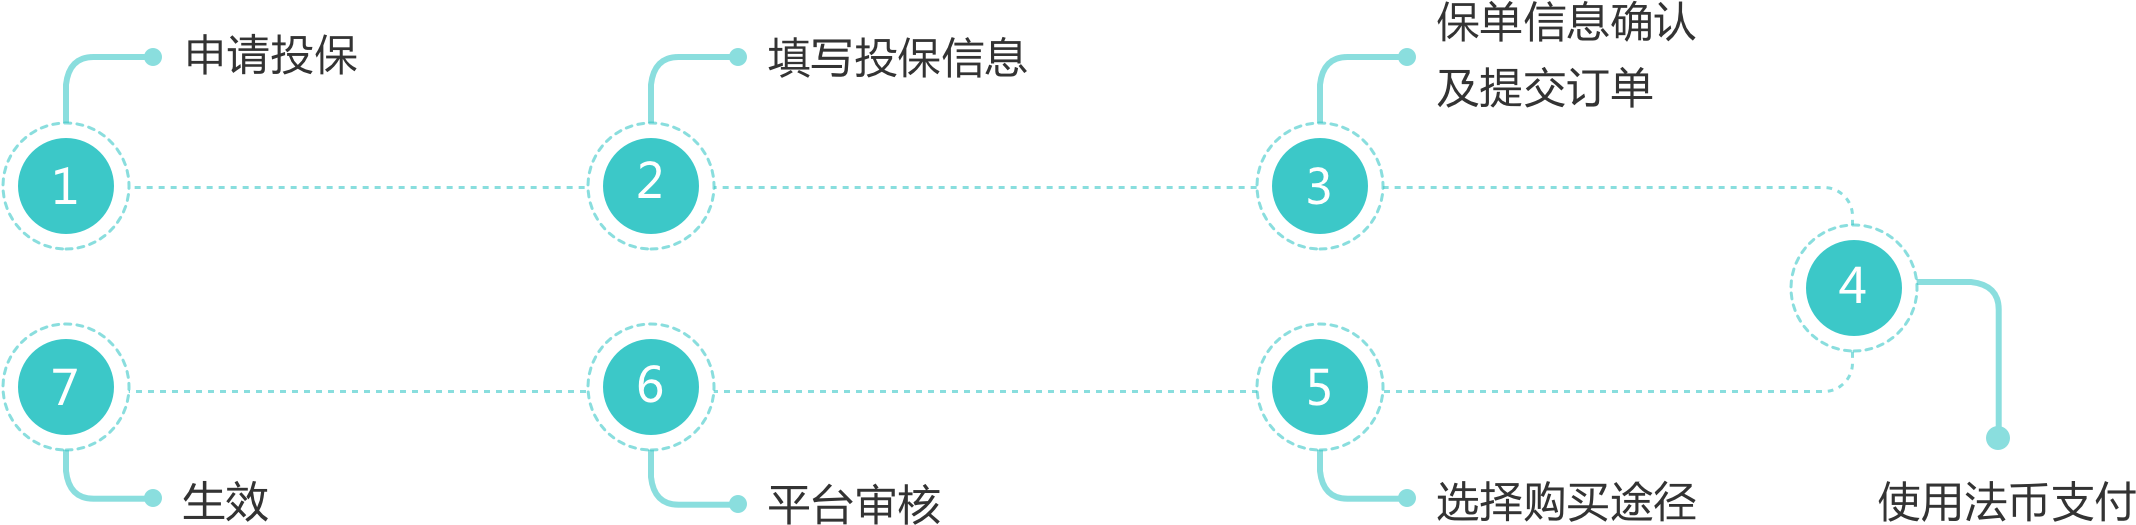 1
申请投保
2
填写投保信息
3
保单信息确认
及提交订单
4
使用法币支付
5
选择购买途径
6
平台审核
7
生效